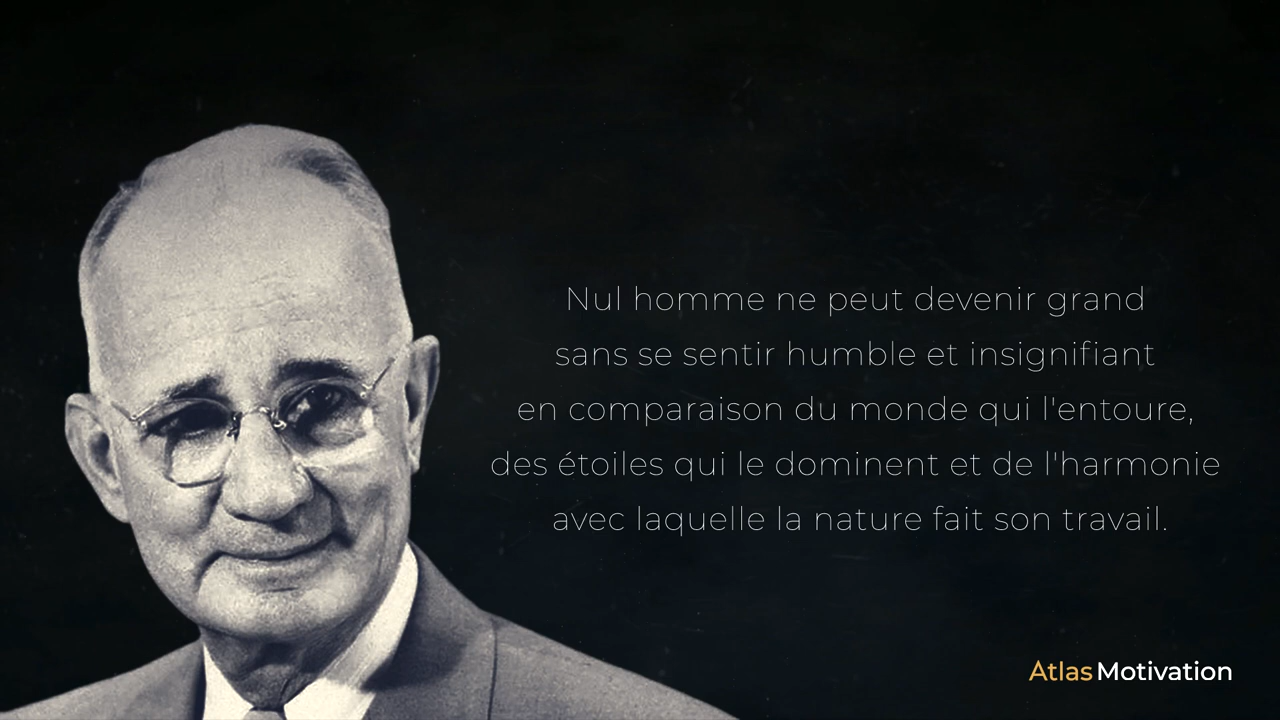 Nul homme ne peut devenir grand
sans se sentir humble et insignifiant
en comparaison du monde qui l'entoure,
des étoiles qui le dominent et de l'harmonie
avec laquelle la nature fait son travail.
Atlas Motivation